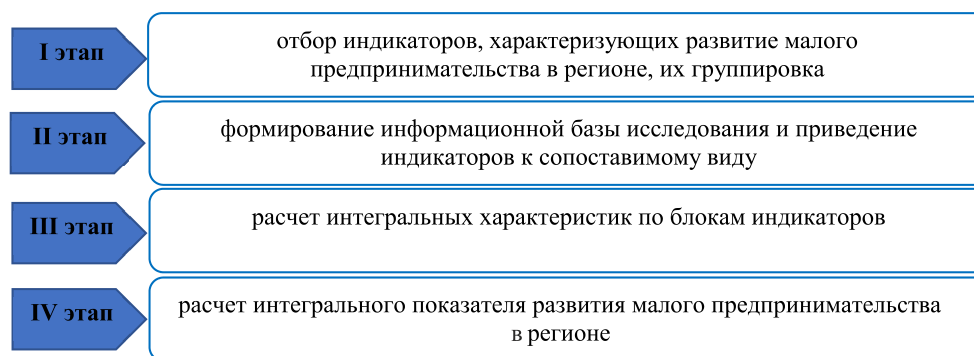 I этап
отбор индикаторов, характеризующих развитие малого
предпринимательства в регионе, их группировка
II этап
формирование информационной базы исследования и приведение
индикаторов к сопоставимому виду
III этап
расчет интегральных характеристик по блокам индикаторов
IV этап
расчет интегрального показателя развития малого предпринимательства
в регионе